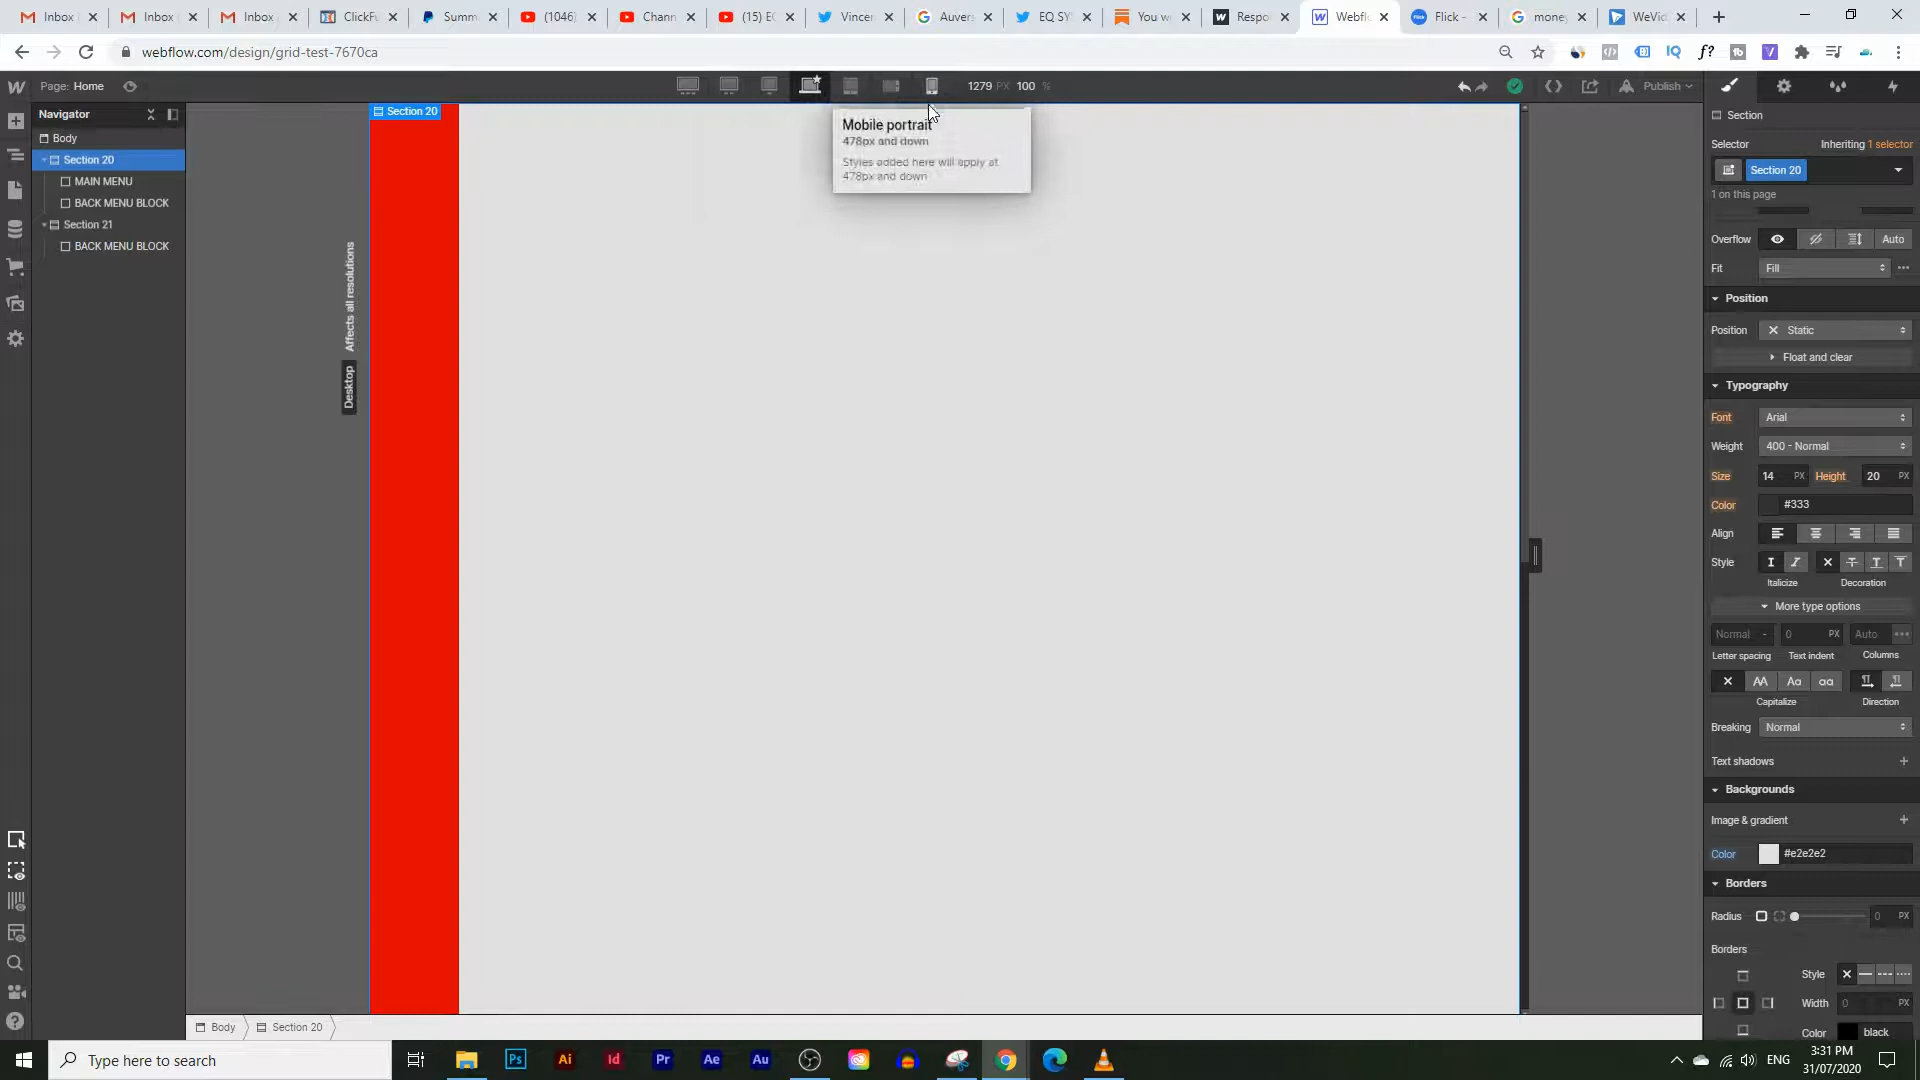 Inbox
Inbox
Inbox
ClickFu
Summ
(1046)
Chann
(15) EC
Vincer
Auvers
EQ SY
You w
Respo
Webfl
Flick -
money
WeVid
webflow.com/design/grid-test-7670ca
Page: Home
1279 PX 100 %
Publish
Navigator
Body
Section 20
MAIN MENU
BACK MENU BLOCK
Section 21
BACK MENU BLOCK
Affects all resolutions
Desktop
Section 20
Mobile portrait
478px and down
Styles added here will apply at
478px and down
Section
Selector Inheriting 1 selector
Section 20
1 on this page
Overflow Auto
Fit Fill
Position
Position Static
Float and clear
Typography
Font Arial
Weight 400 - Normal
Size 14 PX Height 20 PX
Color #333
Align
Style
Italicize Decoration
More type options
Normal 0 PX Auto
Letter spacing Text indent Columns
AA Aa aa
Capitalize Direction
Breaking Normal
Text shadows
Backgrounds
Image & gradient
Color #e2e2e2
Borders
Radius 0 PX
Borders
Style
Width 0 PX
Color black
Body Section 20
Type here to search
Ps Ai Id Pr Ae Au
ENG
3:31 PM
31/07/2020